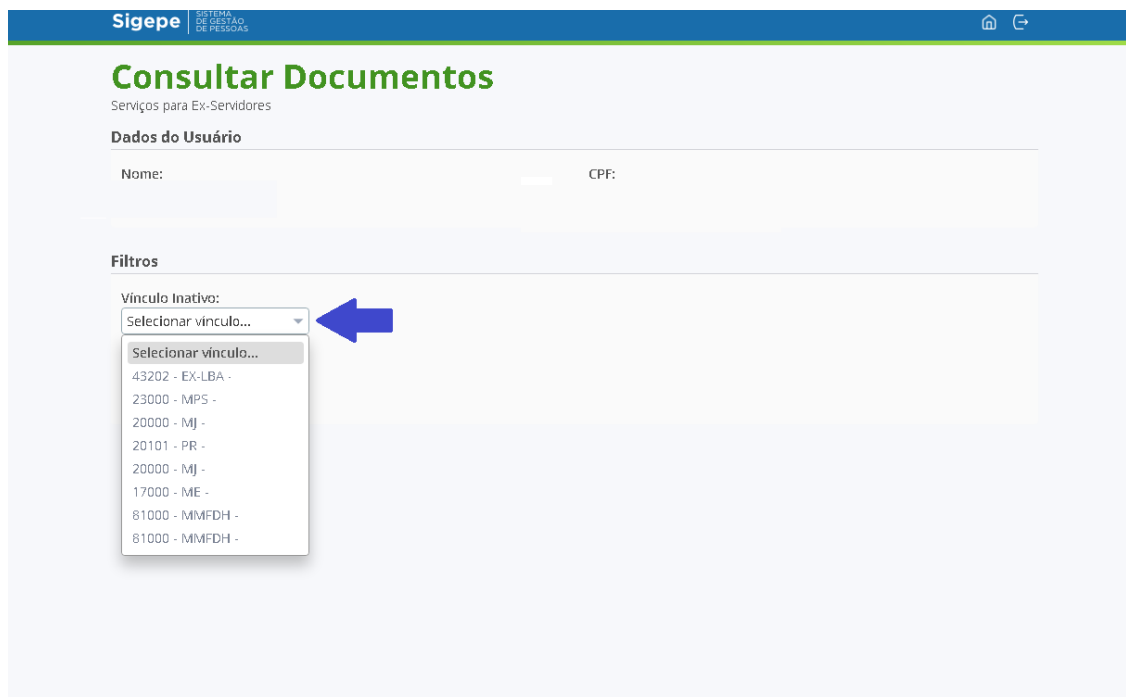 Sigepe
SISTEMA
DE GESTÃO
DE PESSOAS
Consultar Documentos
Serviços para Ex-Servidores
Dados do Usuário
Nome:
CPF:
Filtros
Vínculo Inativo:
Selecionar vínculo...
Selecionar vínculo...
43202 - EX-LBA -
23000 - MPS -
20000 - MJ -
20101 - PR -
20000 - MJ -
17000 - ME -
81000 - MMFDH -
81000 - MMFDH -